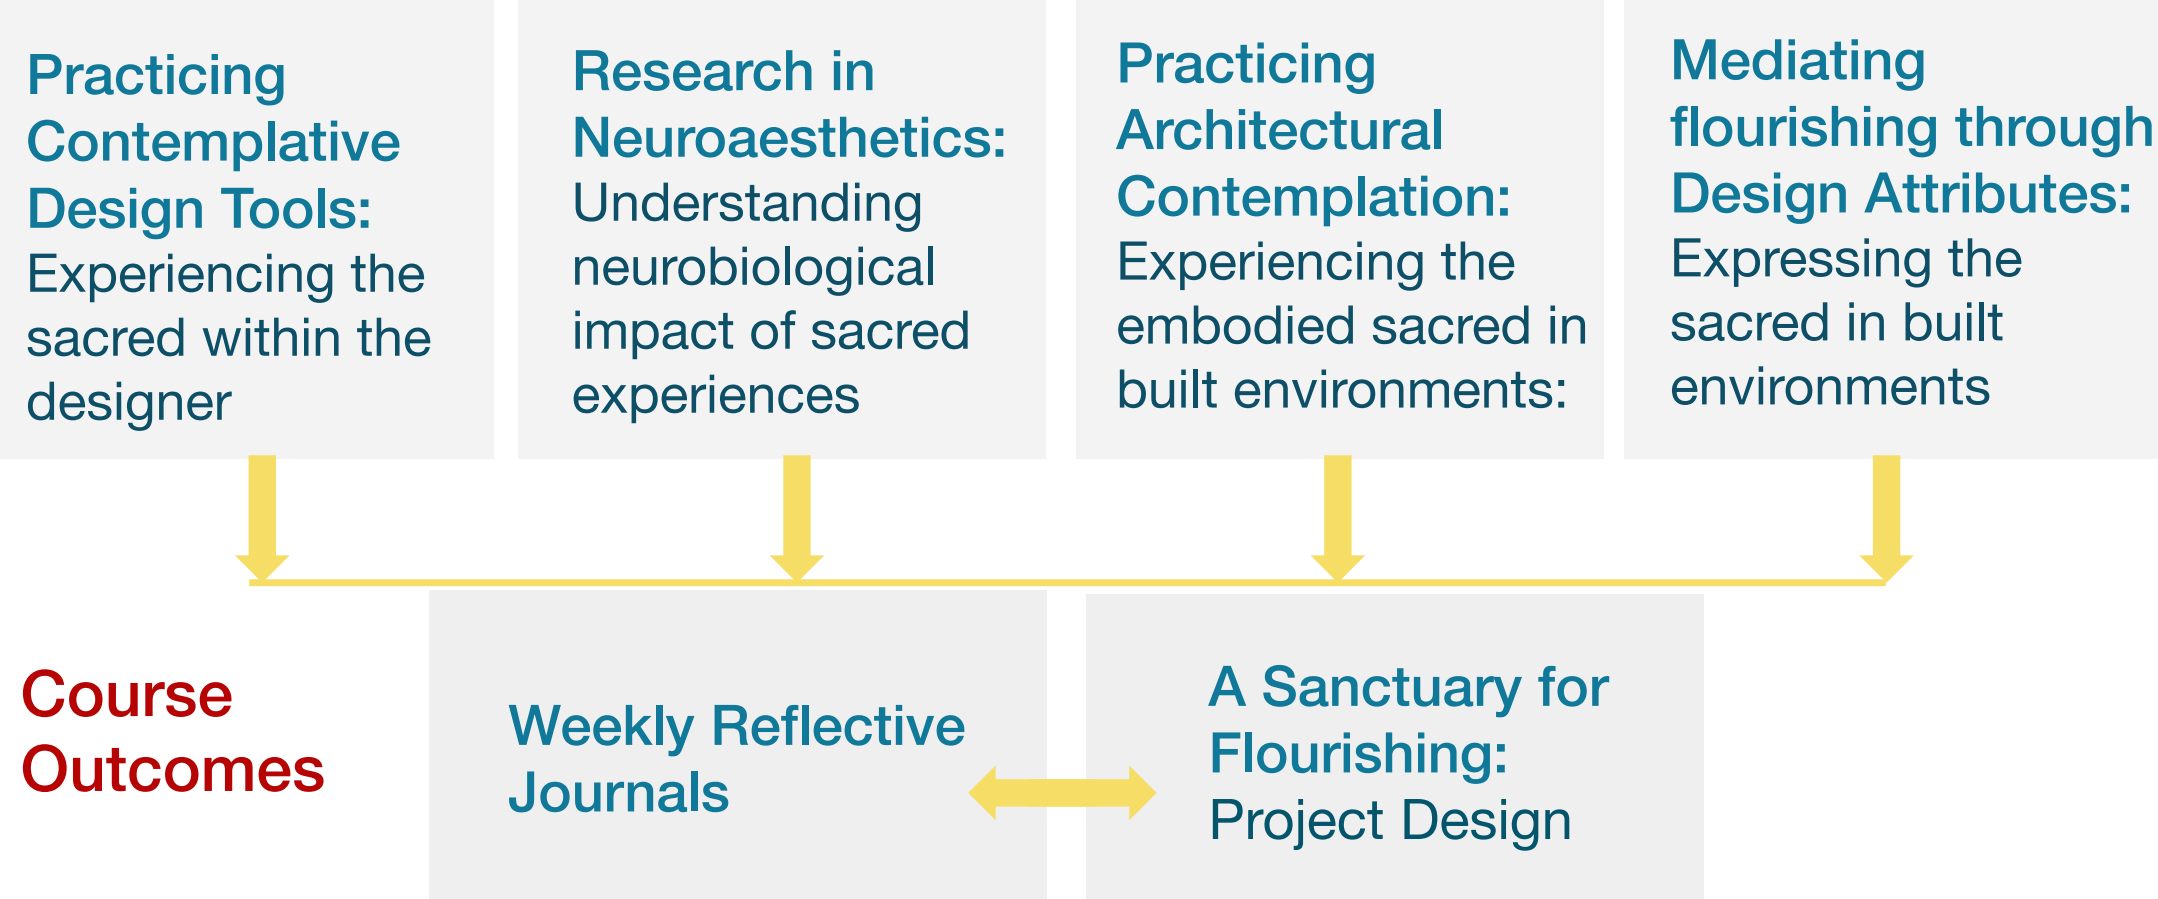 Practicing
Contemplative
Design Tools:
Experiencing the
sacred within the
designer
Research in
Neuroaesthetics:
Understanding
neurobiological
impact of sacred
experiences
Practicing
Architectural
Contemplation:
Experiencing the
embodied sacred in
built environments:
Mediating
flourishing through
Design Attributes:
Expressing the
sacred in built
environments
Course
Outcomes
Weekly Reflective
Journals
A Sanctuary for
Flourishing:
Project Design